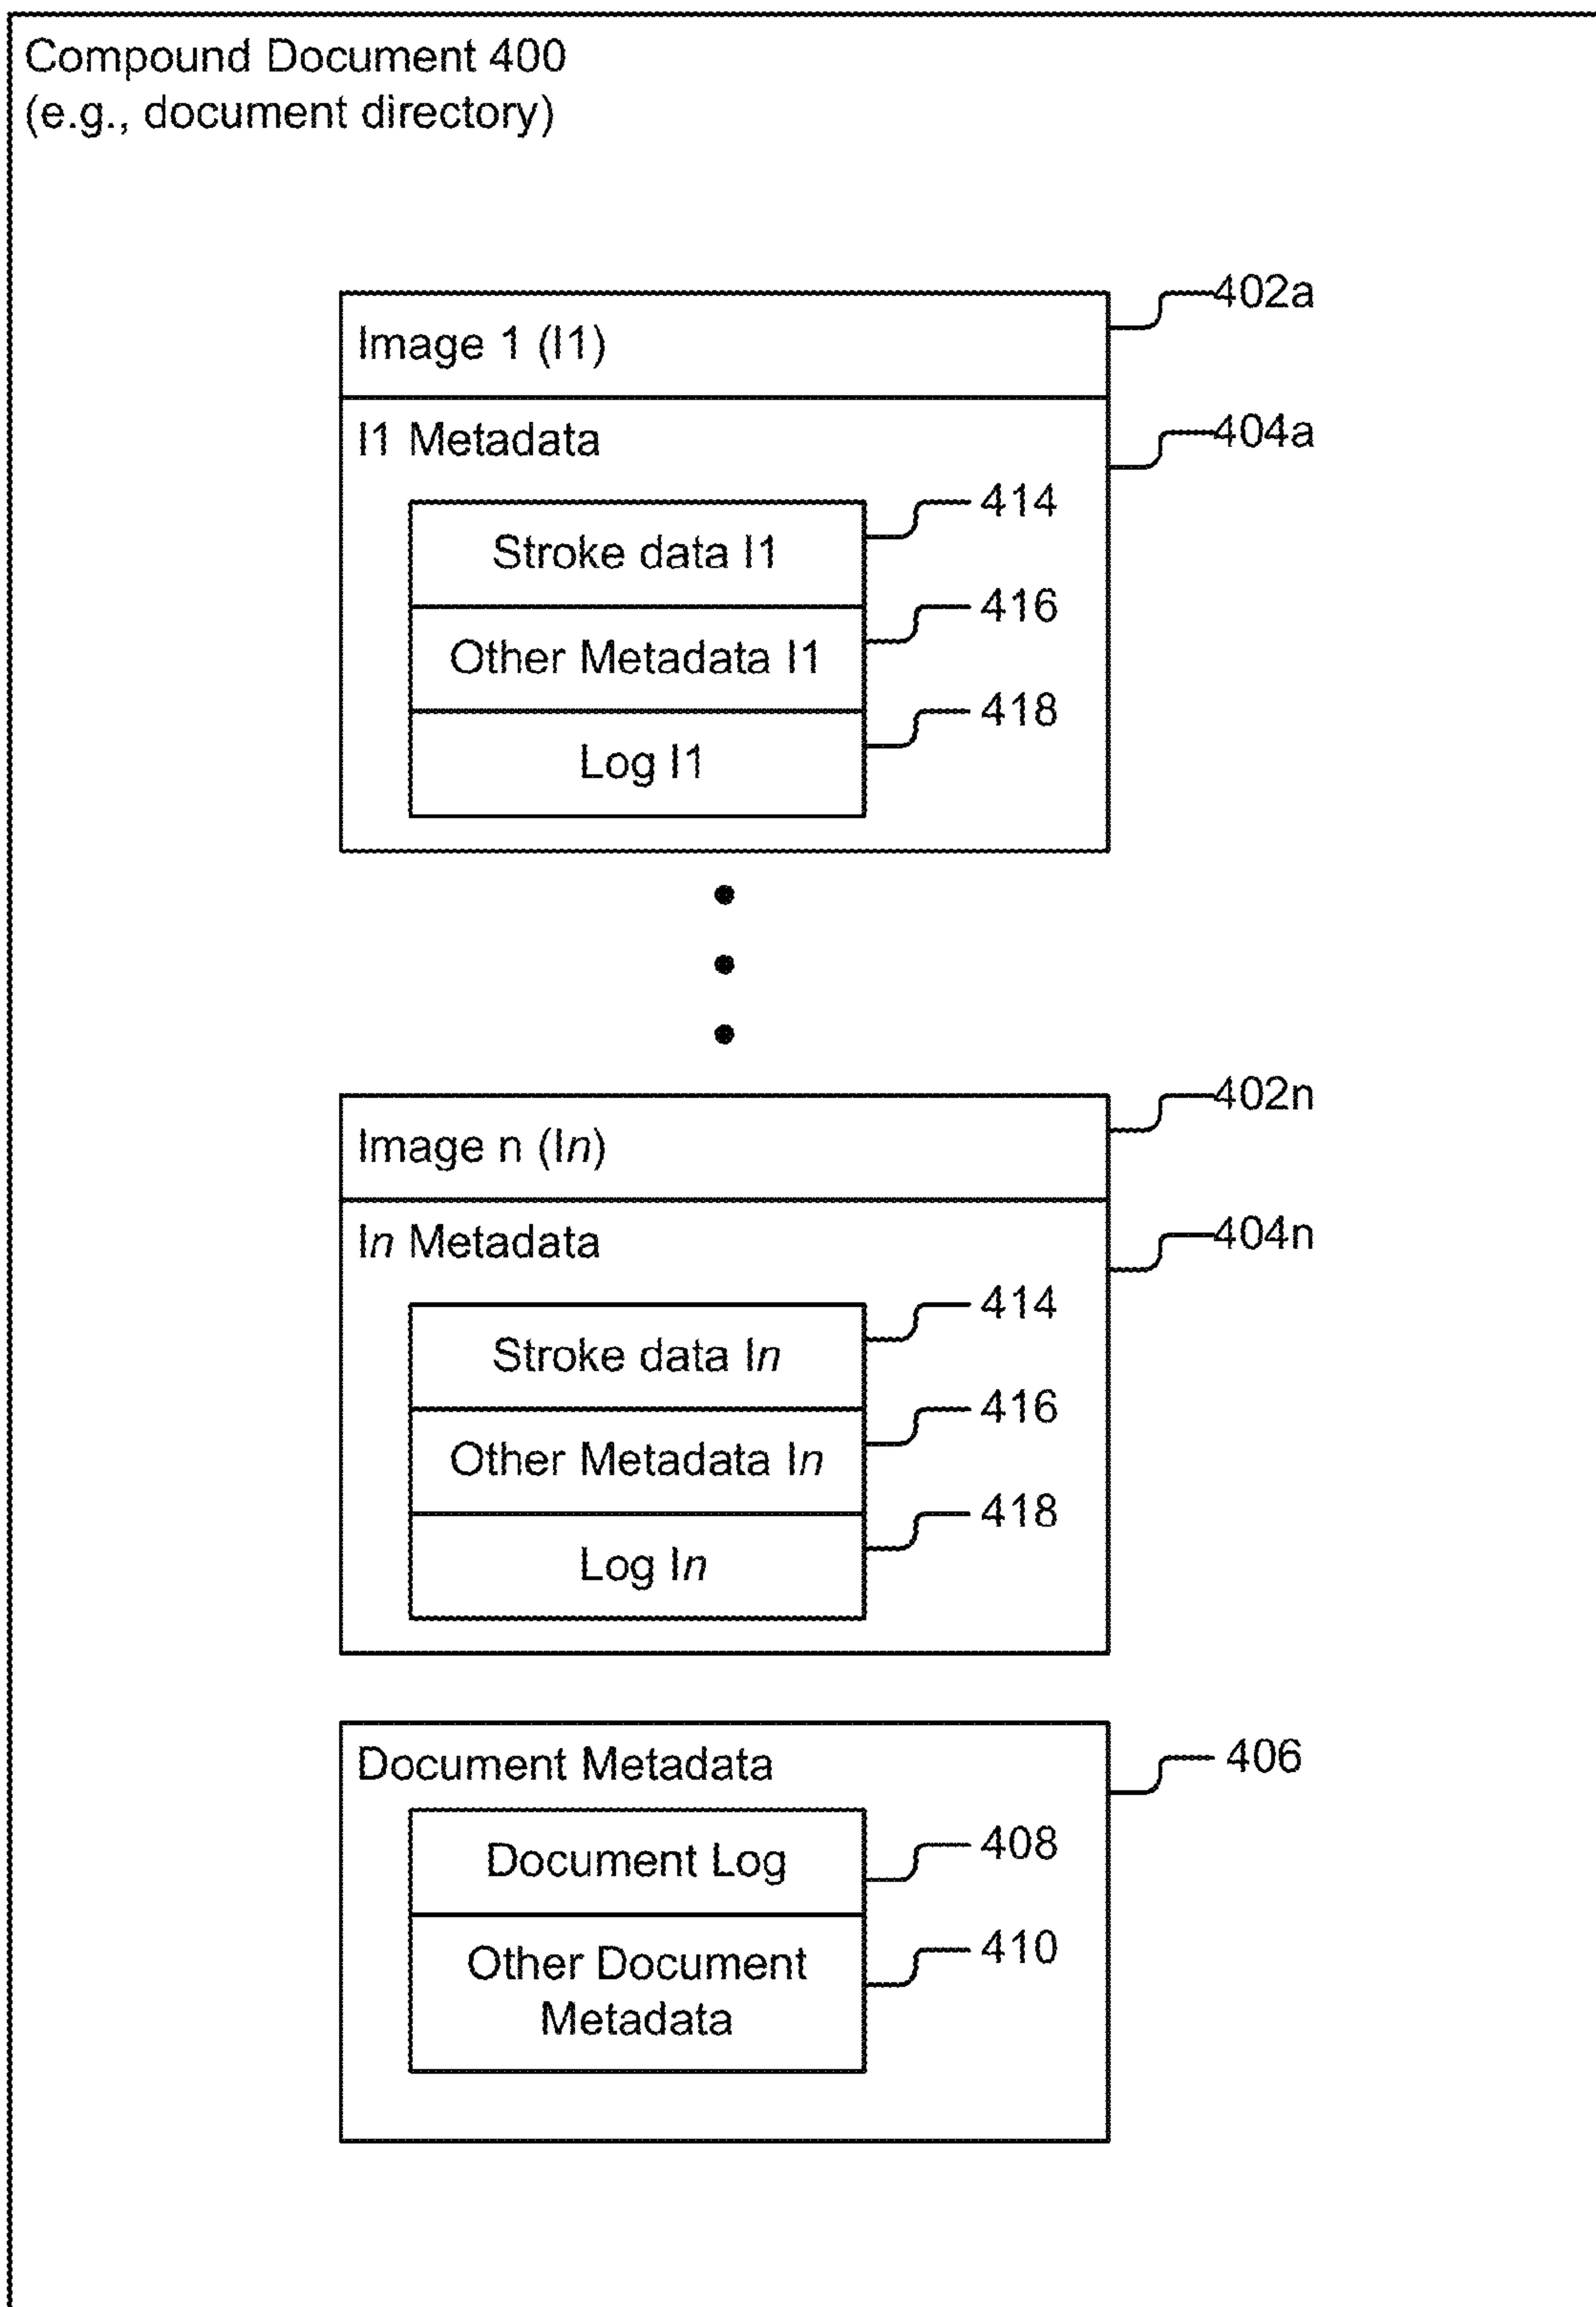 Compound Document 400
(e.g., document directory)
402a
Image 1 (I1)
404a
I1 Metadata
414
Stroke data I1
416
Other Metadata I1
418
Log I1
402n
Image n (In)
404n
In Metadata
414
Stroke data In
416
Other Metadata In
418
Log In
406
Document Metadata
408
Document Log
410
Other Document
Metadata